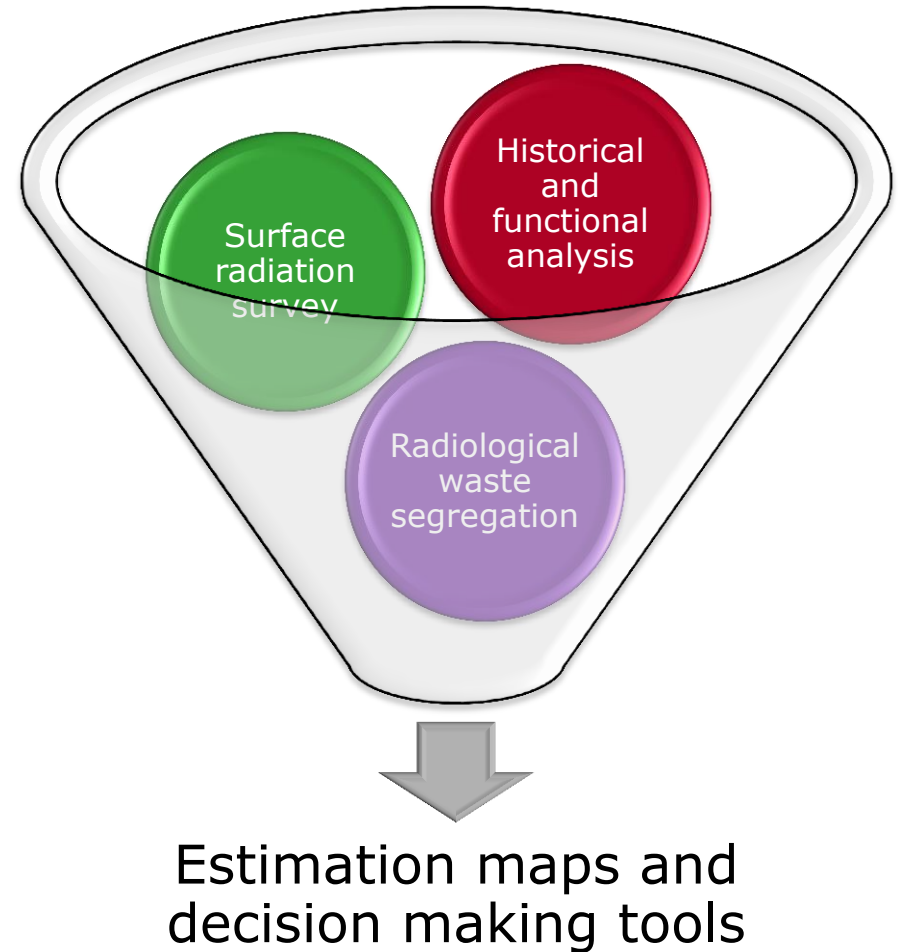 Historical
and
functional
analysis
Surface
radiation
survey
Radiological
waste
segregation
Estimation maps and
decision making tools